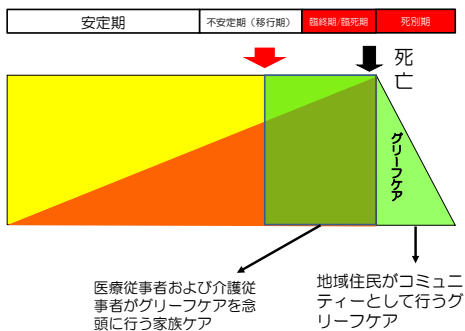 安定期
不安定期（移行期）
臨終期/臨死期
死別期
死
亡
グリーフケア
医療従事者および介護従
事者がグリーフケアを念
頭に行う家族ケア
地域住民がコミュニ
ティーとして行うグ
リーフケア